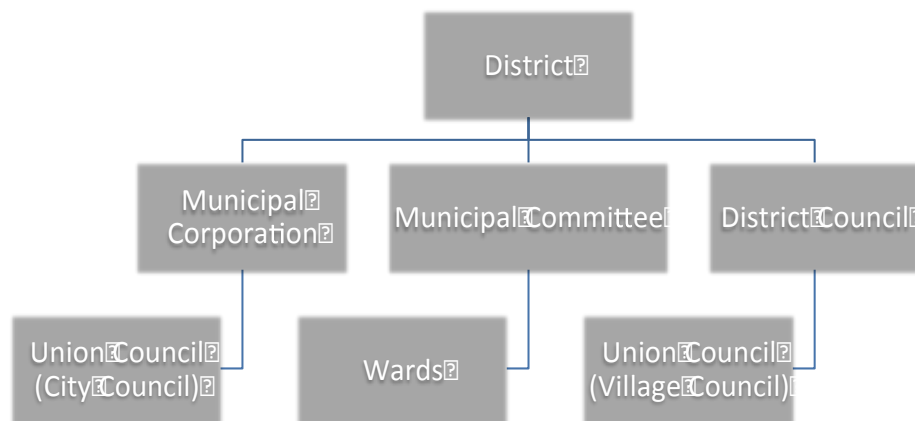 District
Municipal
Corporation
Municipal Committee
District Council
Union Council
(City Council)
Wards
Union Council
(Village Council)